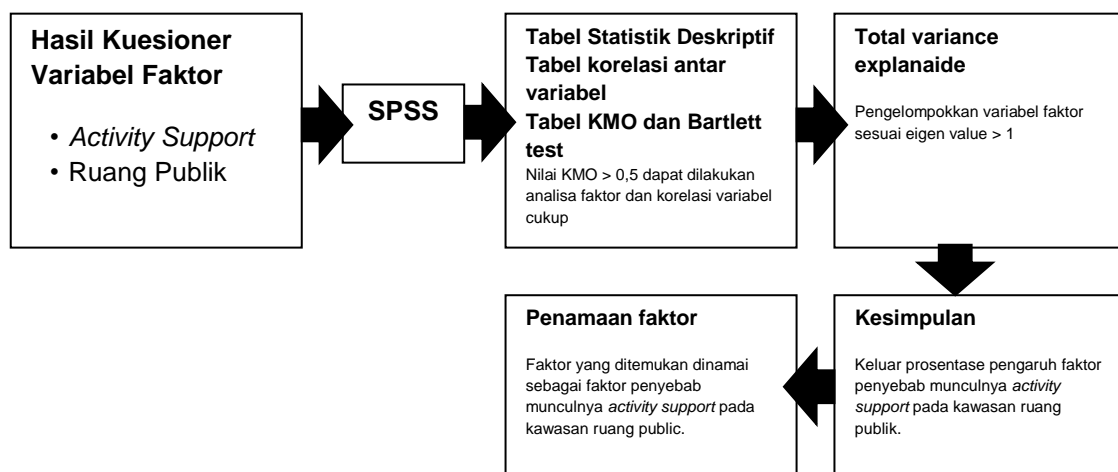 Hasil Kuesioner
Variabel Faktor
• Activity Support
• Ruang Publik
SPSS
Tabel Statistik Deskriptif
Tabel korelasi antar
variabel
Tabel KMO dan Bartlett
test
Nilai KMO > 0,5 dapat dilakukan
analisa faktor dan korelasi variabel
cukup
Total variance
explanaide
Pengelompokkan variabel faktor
sesuai eigen value > 1
Kesimpulan
Keluar prosentase pengaruh faktor
penyebab munculnya activity
support pada kawasan ruang
publik.
Penamaan faktor
Faktor yang ditemukan dinamai
sebagai faktor penyebab
munculnya activity support pada
kawasan ruang public.